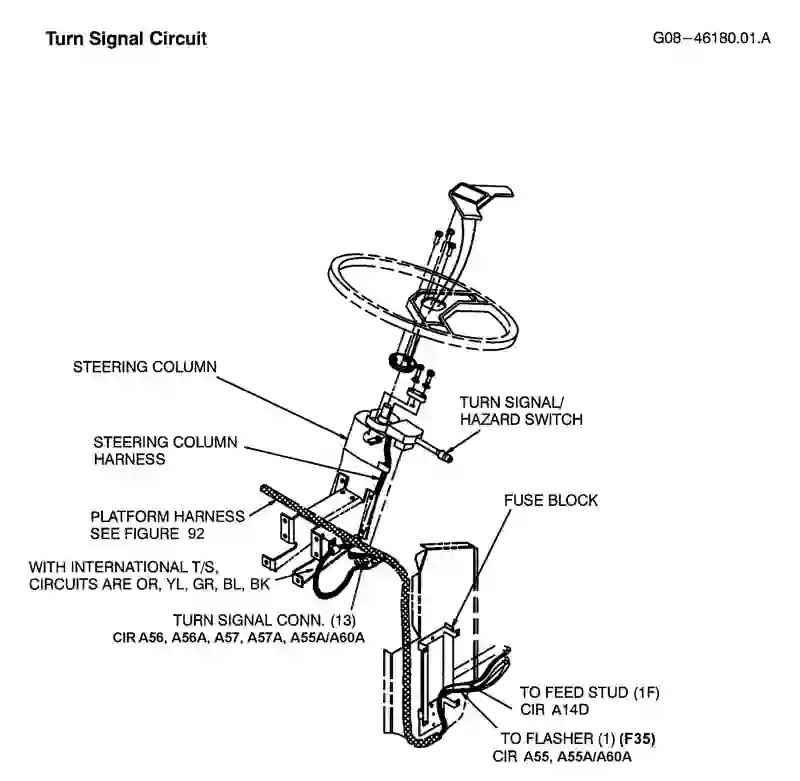 Turn Signal Circuit
G08-46180.01.A
STEERING COLUMN
TURN SIGNAL/
HAZARD SWITCH
STEERING COLUMN
HARNESS
FUSE BLOCK
PLATFORM HARNESS
SEE FIGURE 92
WITH INTERNATIONAL T/S,
CIRCUITS ARE OR, YL, GR, BL, BK
TURN SIGNAL CONN. (13)
CIR A56, A56A, A57, A57A, A55A/A60A
TO FEED STUD (1F)
CIR A14D
TO FLASHER (1) (F35)
CIR A55, A55A/A60A